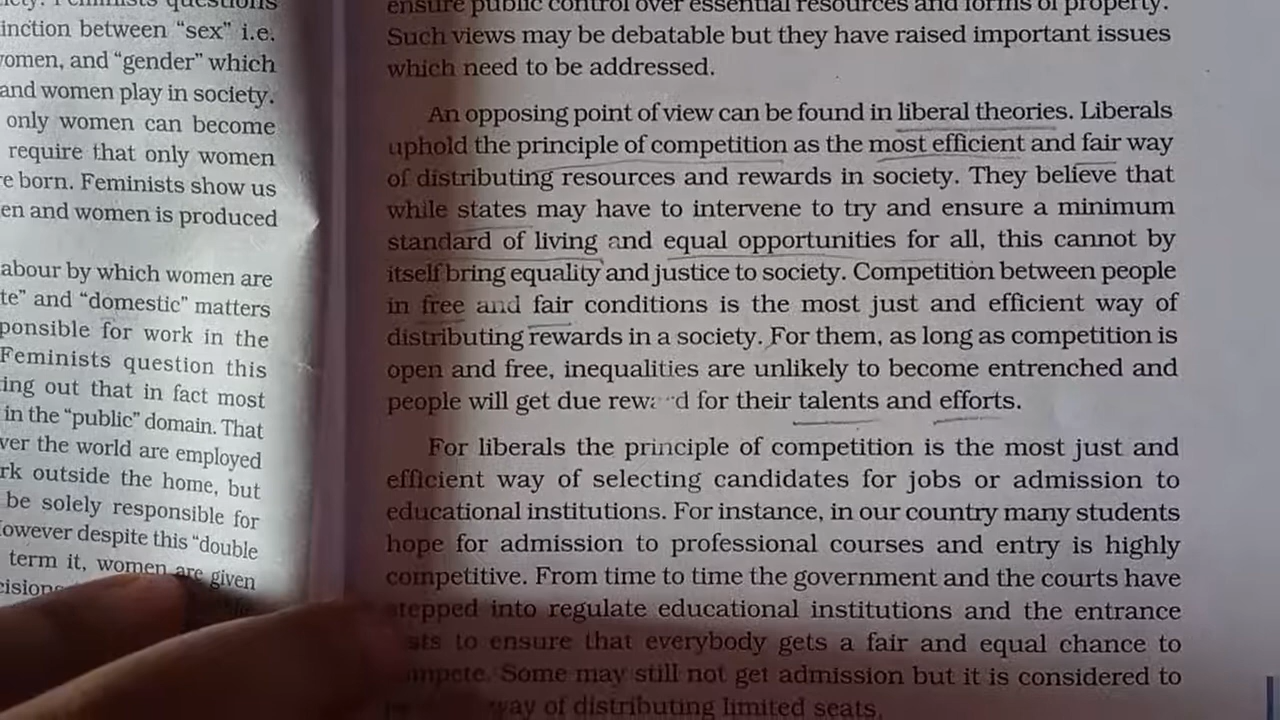 questions
inction between “sex” i.e.
women, and “gender” which
and women play in society.
only women can become
require that only women
re born. Feminists show us
en and women is produced
abour by which women are
te” and “domestic” matters
ponsible for work in the
Feminists question this
ing out that in fact most
in the “public” domain. That
ver the world are employed
rk outside the home, but
be solely responsible for
owever despite this “double
term it, women are given
ensure public control over essential resources and forms of property.
Such views may be debatable but they have raised important issues
which need to be addressed.
An opposing point of view can be found in liberal theories. Liberals
uphold the principle of competition as the most efficient and fair way
of distributing resources and rewards in society. They believe that
while states may have to intervene to try and ensure a minimum
standard of living and equal opportunities for all, this cannot by
itself bring equality and justice to society. Competition between people
in free and fair conditions is the most just and efficient way of
distributing rewards in a society. For them, as long as competition is
open and free, inequalities are unlikely to become entrenched and
people will get due reward for their talents and efforts.
For liberals the principle of competition is the most just and
efficient way of selecting candidates for jobs or admission to
educational institutions. For instance, in our country many students
hope for admission to professional courses and entry is highly
competitive. From time to time the government and the courts have
stepped into regulate educational institutions and the entrance
sts to ensure that everybody gets a fair and equal chance to
mpete. Some may still not get admission but it is considered to
way of distributing limited seats.